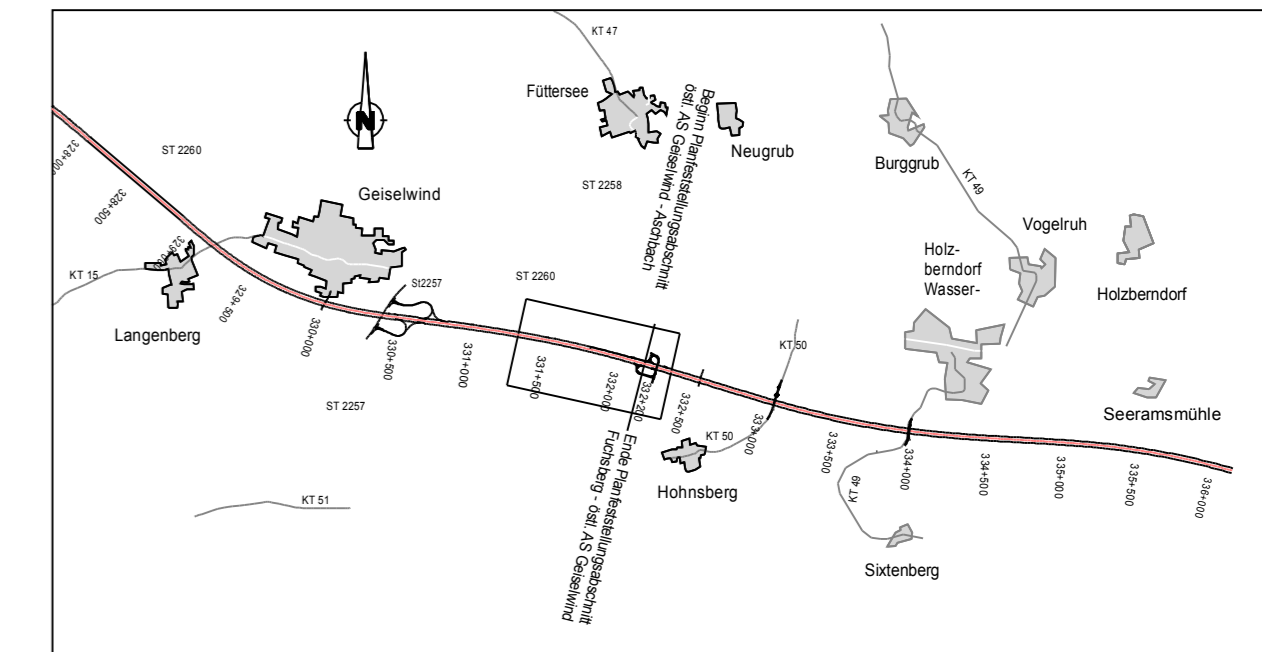 KT 47
Füttersee
Beginn Planfeststellungsabschnitt
östl. AS Geiselwind - Aschbach
Neugrub
Burggrub
KT 49
ST 2260
ST 2258
N
Geiselwind
Vogelruh
Holz-
berndorf
Wasser-
Holzberndorf
328+000
328+500
329+000
329+500
330+000
330+500
331+000
331+500
332+000
332+200
332+500
333+000
333+500
334+000
334+500
335+000
335+500
336+000
KT 15
Langenberg
St2257
ST 2260
KT 50
ST 2257
KT 50
Seeramsmühle
Hohnsberg
Ende Planfeststellungsabschnitt
Fuchsberg - östl. AS Geiselwind
KT 49
KT 51
Sixtenberg